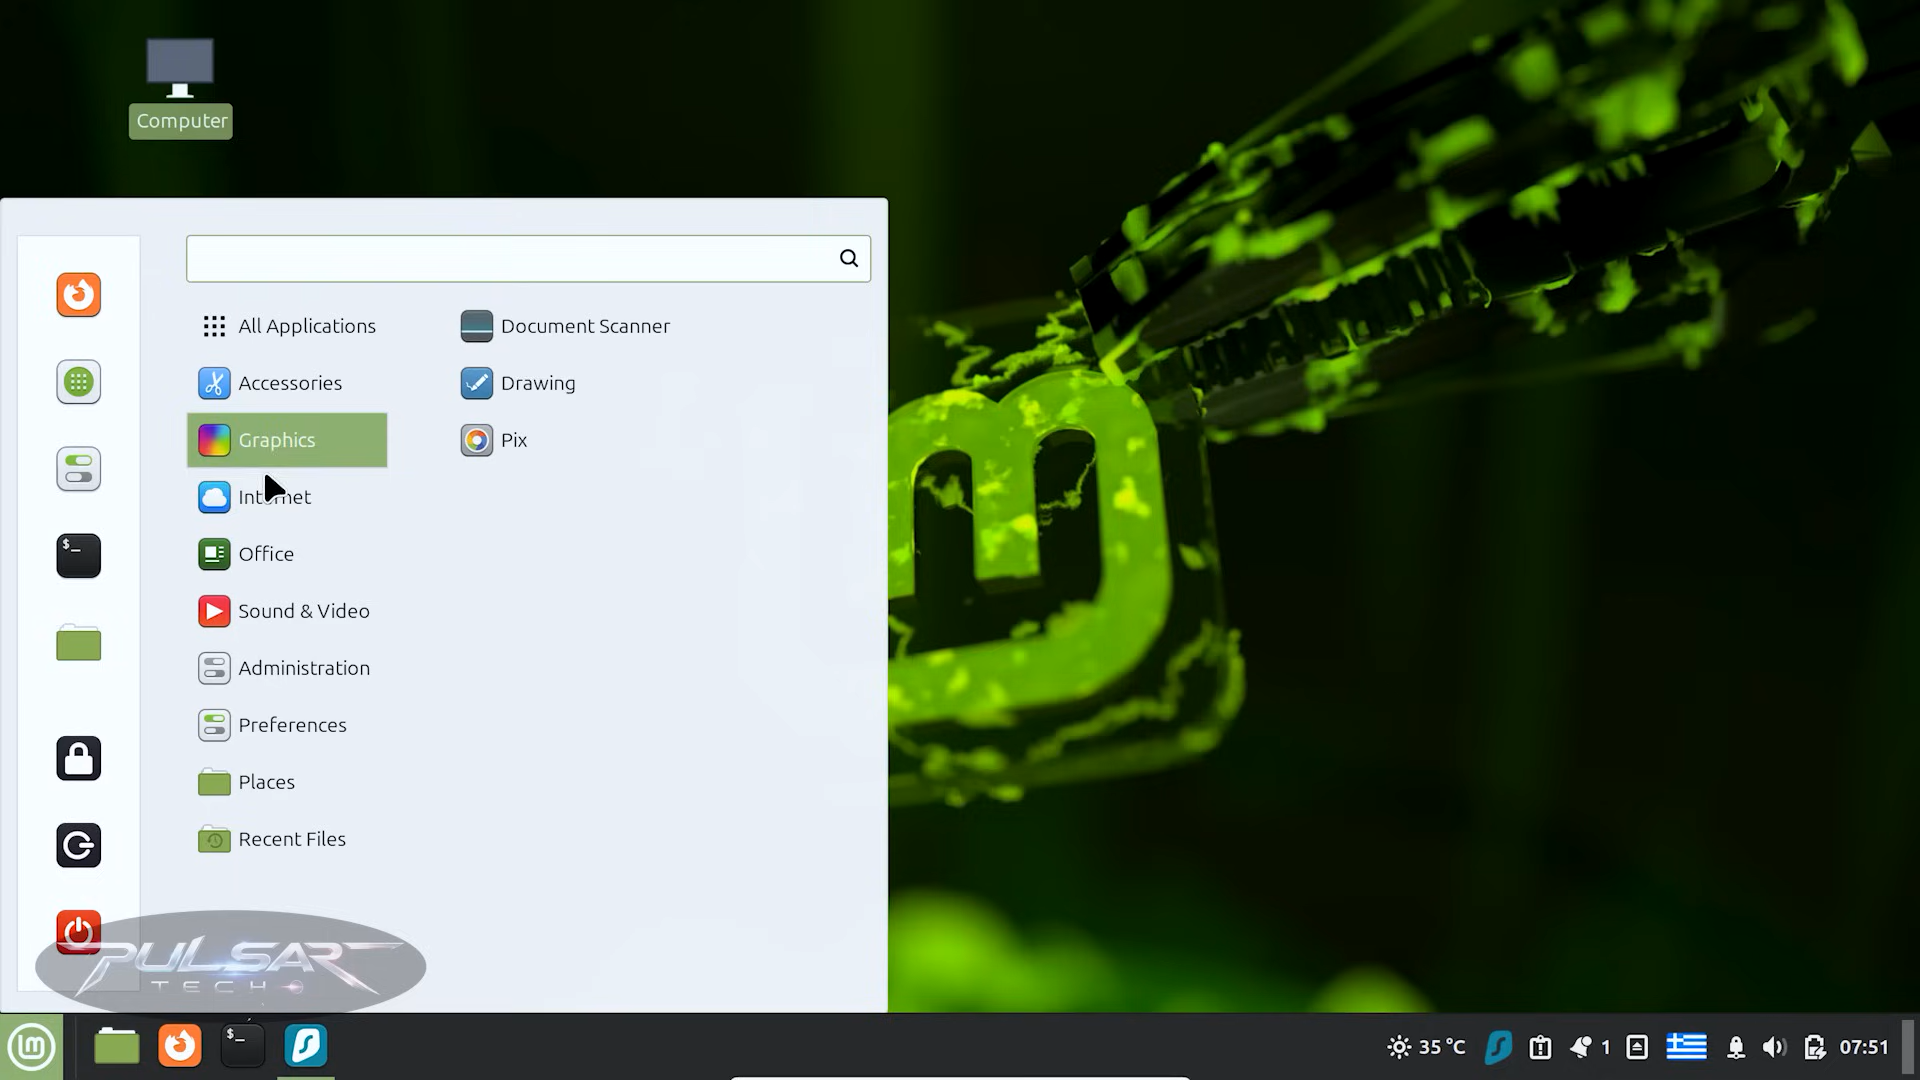 Computer
All Applications
Document Scanner
Accessories
Drawing
Graphics
Pix
Internet
Office
Sound & Video
Administration
Preferences
Places
Recent Files
$_
PULSAR
TECH
$_
35 °C
1
07:51